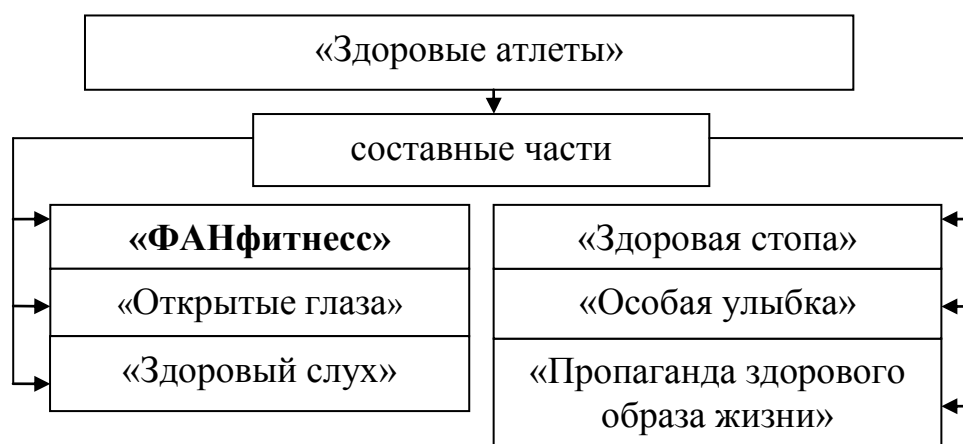 «Здоровые атлеты»
составные части
«ФАНфитнесс»
«Открытые глаза»
«Здоровый слух»
«Здоровая стопа»
«Особая улыбка»
«Пропаганда здорового
образа жизни»